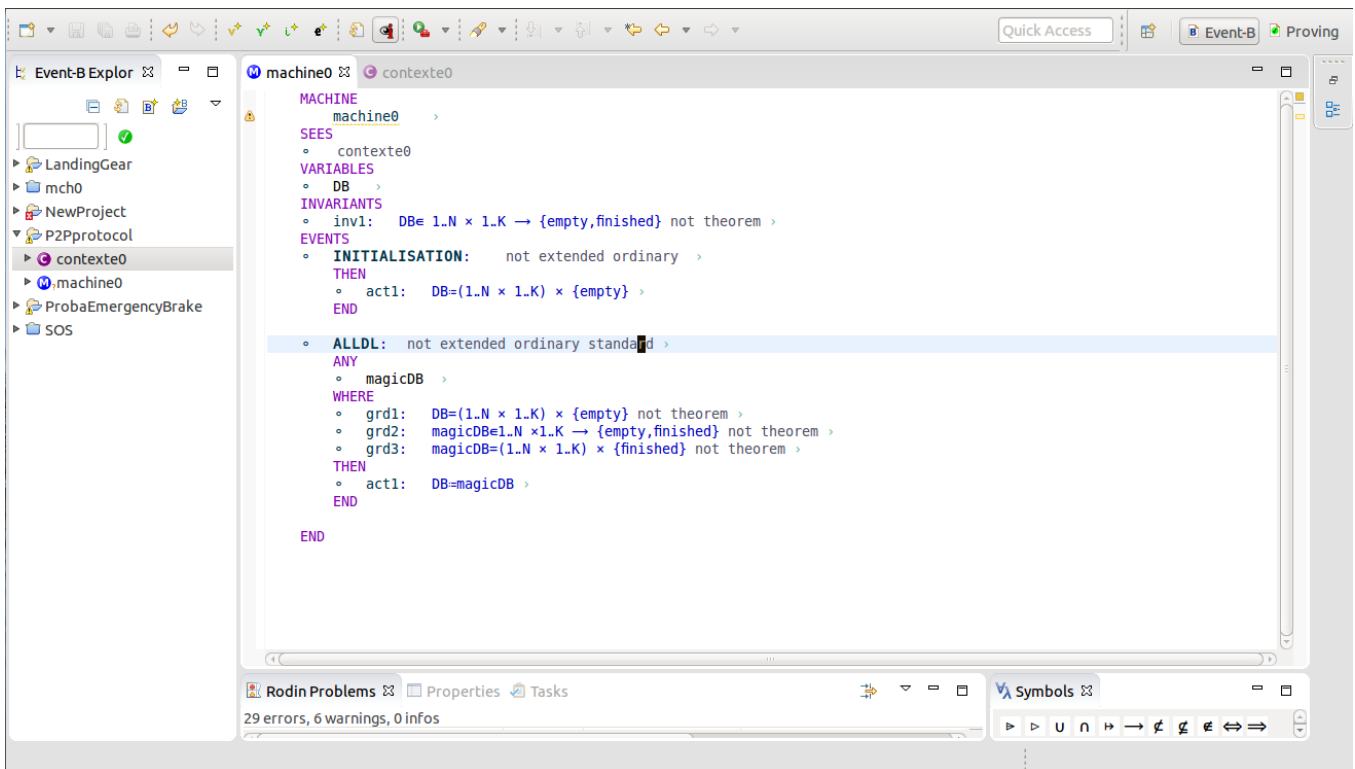 Quick Access
Event-B
Proving
Event-B Explor
machine0
contexte0
LandingGear
mch0
NewProject
P2Pprotocol
contexte0
machine0
ProbaEmergencyBrake
SOS
MACHINE
machine0 ›
SEES
◦ contexte0
VARIABLES
◦ DB ›
INVARIANTS
◦ inv1: DB∈ 1‥N × 1‥K → {empty,finished} not theorem ›
EVENTS
◦ INITIALISATION: not extended ordinary ›
THEN
◦ act1: DB≔(1‥N × 1‥K) × {empty} ›
END
◦ ALLDL: not extended ordinary standard ›
ANY
◦ magicDB ›
WHERE
◦ grd1: DB=(1‥N × 1‥K) × {empty} not theorem ›
◦ grd2: magicDB∈1‥N ×1‥K → {empty,finished} not theorem ›
◦ grd3: magicDB=(1‥N × 1‥K) × {finished} not theorem ›
THEN
◦ act1: DB≔magicDB ›
END
END
Rodin Problems
Properties
Tasks
29 errors, 6 warnings, 0 infos
Symbols
⩥ ▷ ∪ ∩ ⤔ → ⊄ ⊈ ∉ ⇔ ⇒